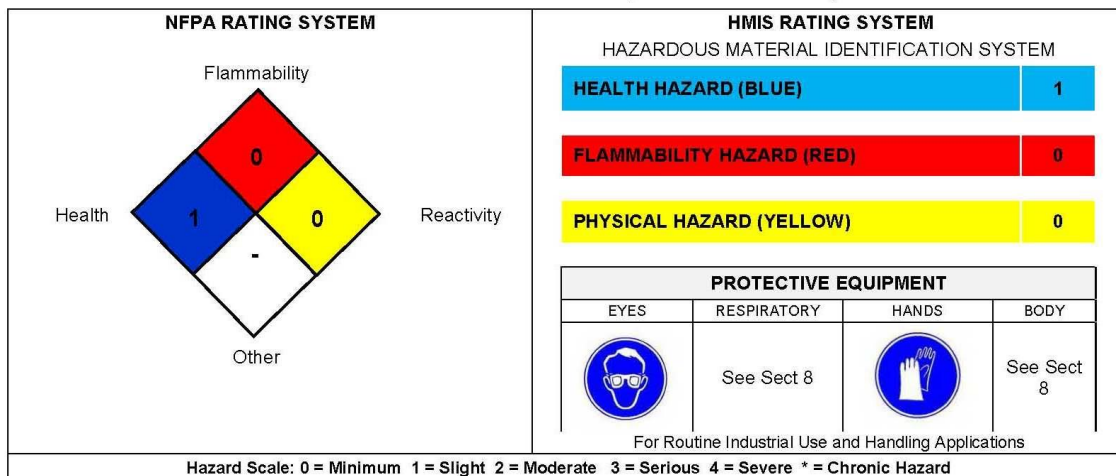 NFPA RATING SYSTEM
Flammability
0
Health
1
0
Reactivity
-
Other
HMIS RATING SYSTEM
HAZARDOUS MATERIAL IDENTIFICATION SYSTEM
HEALTH HAZARD (BLUE) 1
FLAMMABILITY HAZARD (RED) 0
PHYSICAL HAZARD (YELLOW) 0
PROTECTIVE EQUIPMENT
EYES RESPIRATORY HANDS BODY
See Sect 8
See Sect
8
For Routine Industrial Use and Handling Applications
Hazard Scale: 0 = Minimum 1 = Slight 2 = Moderate 3 = Serious 4 = Severe * = Chronic Hazard